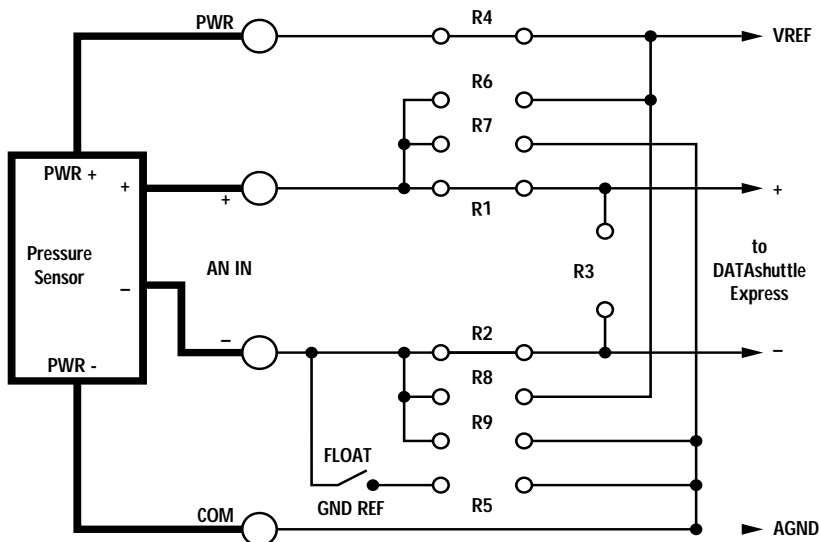 PWR
R4
VREF
R6
R7
PWR +
+
+
R1
+
Pressure
Sensor
AN IN
R3
to
DATAshuttle
Express
–
–
R2
–
PWR -
R8
R9
FLOAT
GND REF
R5
COM
AGND